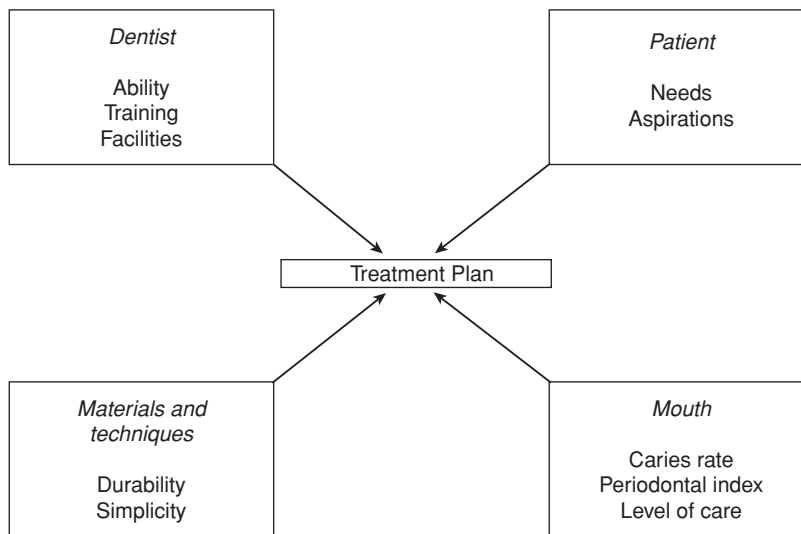 Dentist
Ability
Training
Facilities
Patient
Needs
Aspirations
Treatment Plan
Materials and
techniques
Durability
Simplicity
Mouth
Caries rate
Periodontal index
Level of care